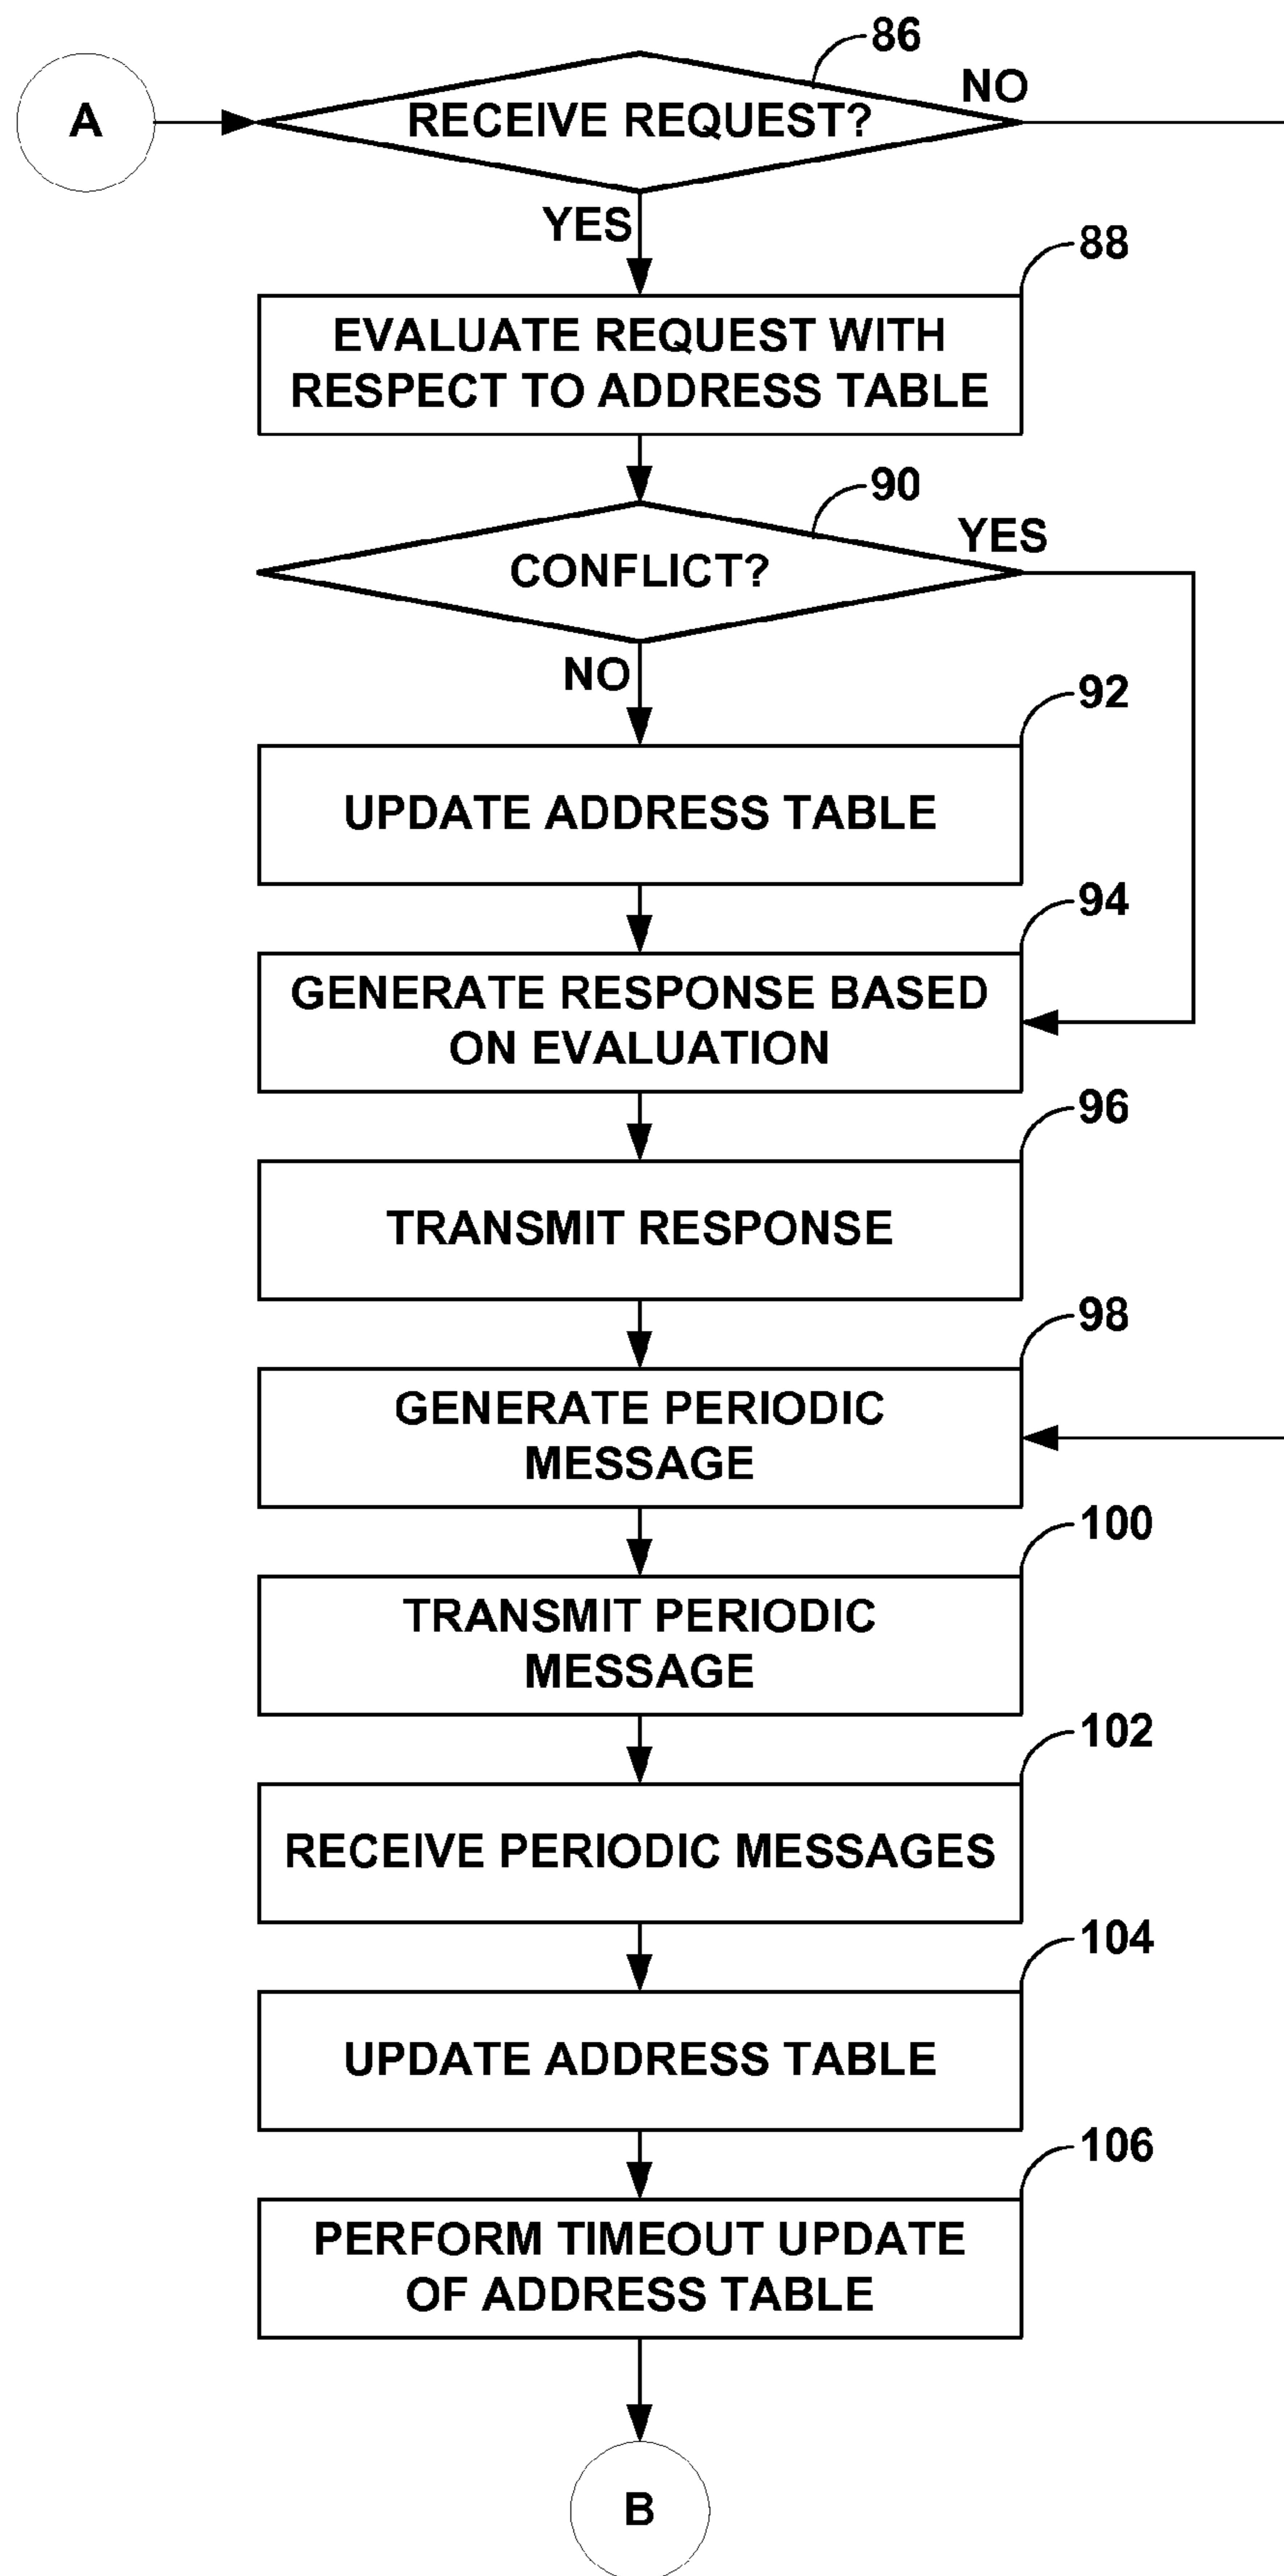 86
A
RECEIVE REQUEST?
NO
YES
88
EVALUATE REQUEST WITH
RESPECT TO ADDRESS TABLE
90
CONFLICT?
YES
NO
92
UPDATE ADDRESS TABLE
94
GENERATE RESPONSE BASED
ON EVALUATION
96
TRANSMIT RESPONSE
98
GENERATE PERIODIC
MESSAGE
100
TRANSMIT PERIODIC
MESSAGE
102
RECEIVE PERIODIC MESSAGES
104
UPDATE ADDRESS TABLE
106
PERFORM TIMEOUT UPDATE
OF ADDRESS TABLE
B